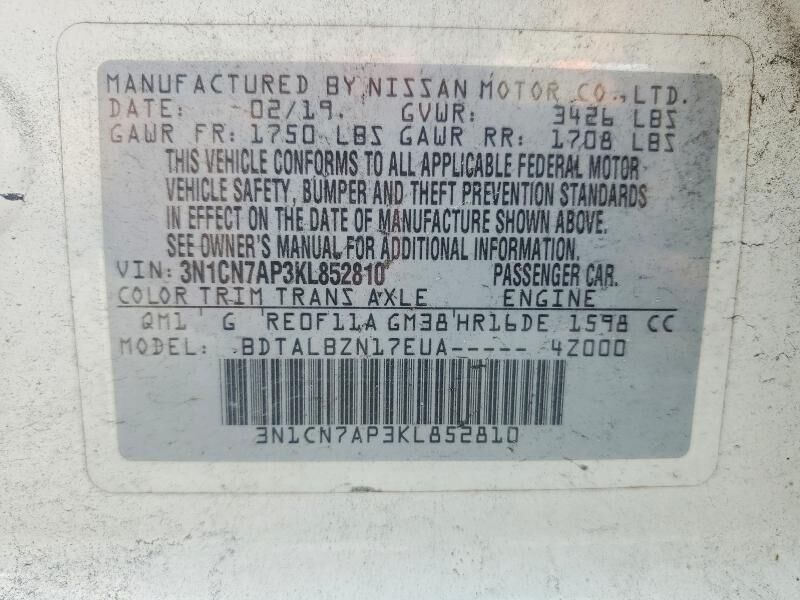 MANUFACTURED BY NISSAN MOTOR CO.,LTD.
DATE: 02/19. GVWR: 3426 LBS
GAWR FR: 1750 LBS GAWR RR: 1708 LBS
THIS VEHICLE CONFORMS TO ALL APPLICABLE FEDERAL MOTOR
VEHICLE SAFETY, BUMPER AND THEFT PREVENTION STANDARDS
IN EFFECT ON THE DATE OF MANUFACTURE SHOWN ABOVE.
SEE OWNER'S MANUAL FOR ADDITIONAL INFORMATION.
VIN: 3N1CN7AP3KL852810 PASSENGER CAR.
COLOR TRIM TRANS AXLE ENGINE
QM1 G RE0F11A GM38 HR16DE 1598 CC
MODEL: BDTALBZN17EUA----- 4Z000
3N1CN7AP3KL852810